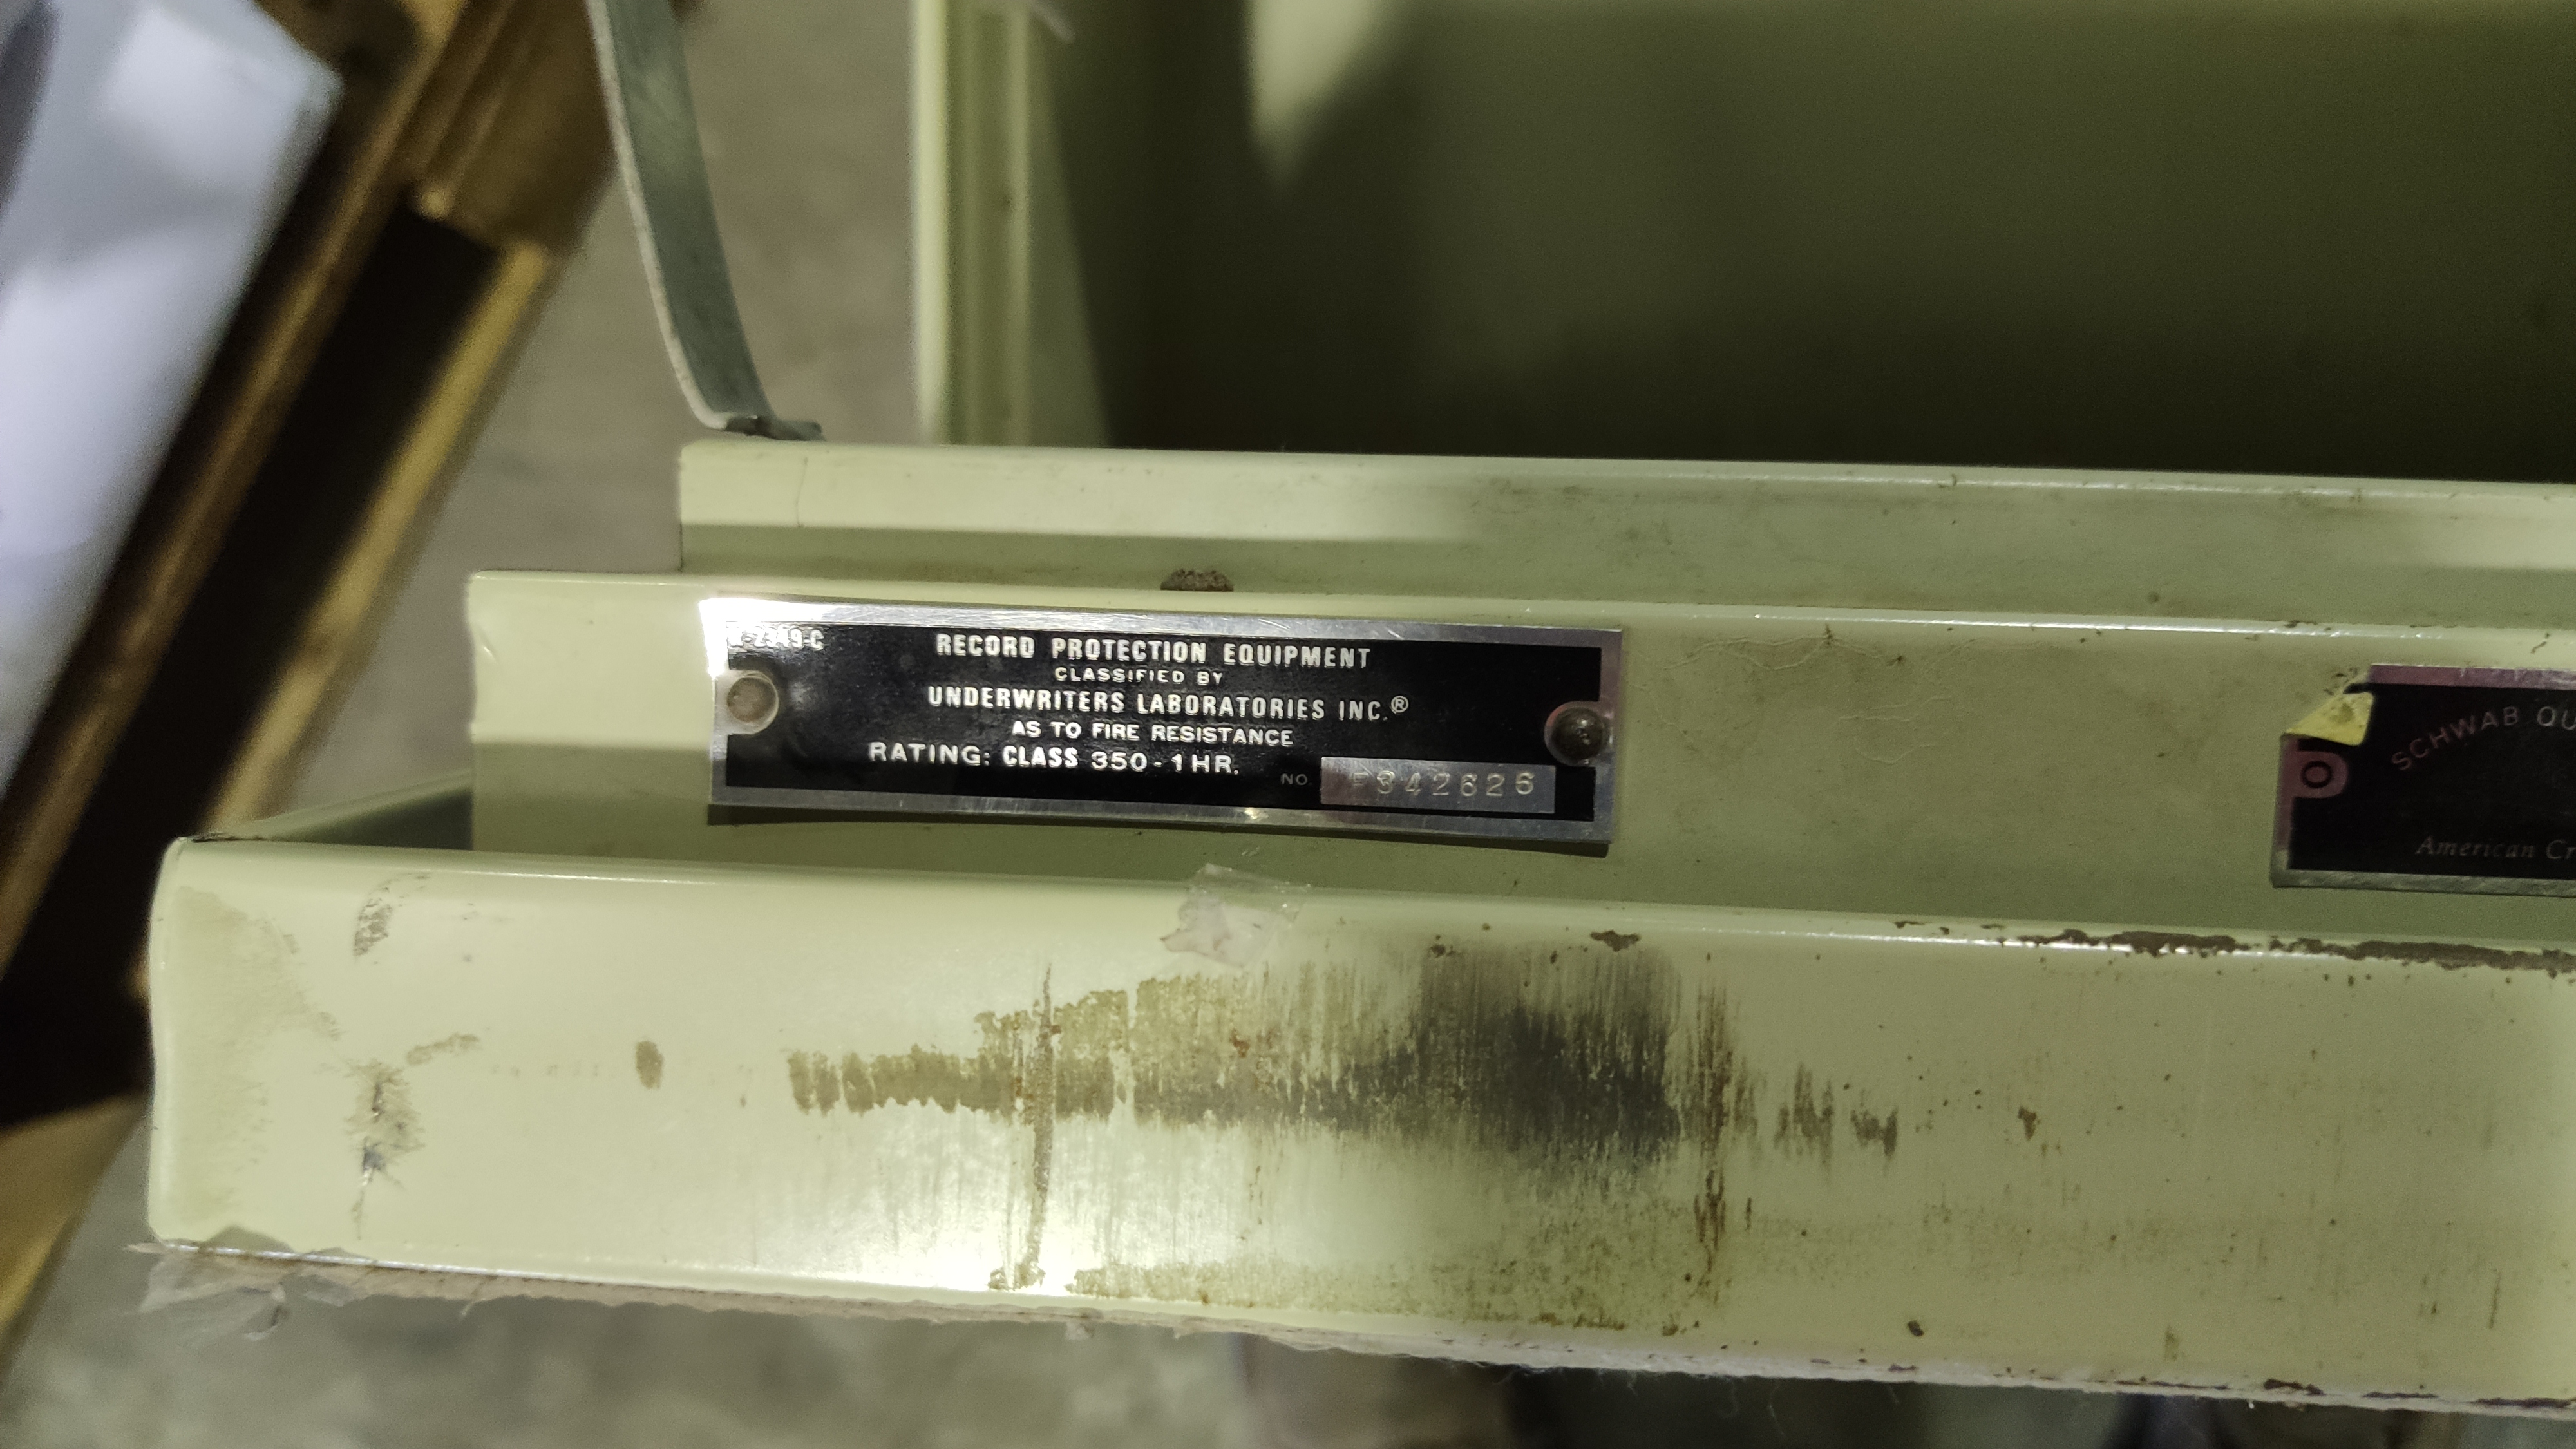 RECORD PROTECTION EQUIPMENT
CLASSIFIED BY
UNDERWRITERS LABORATORIES INC.®
AS TO FIRE RESISTANCE
RATING: CLASS 350-1HR.
NO. F342626
SCHWAB
American